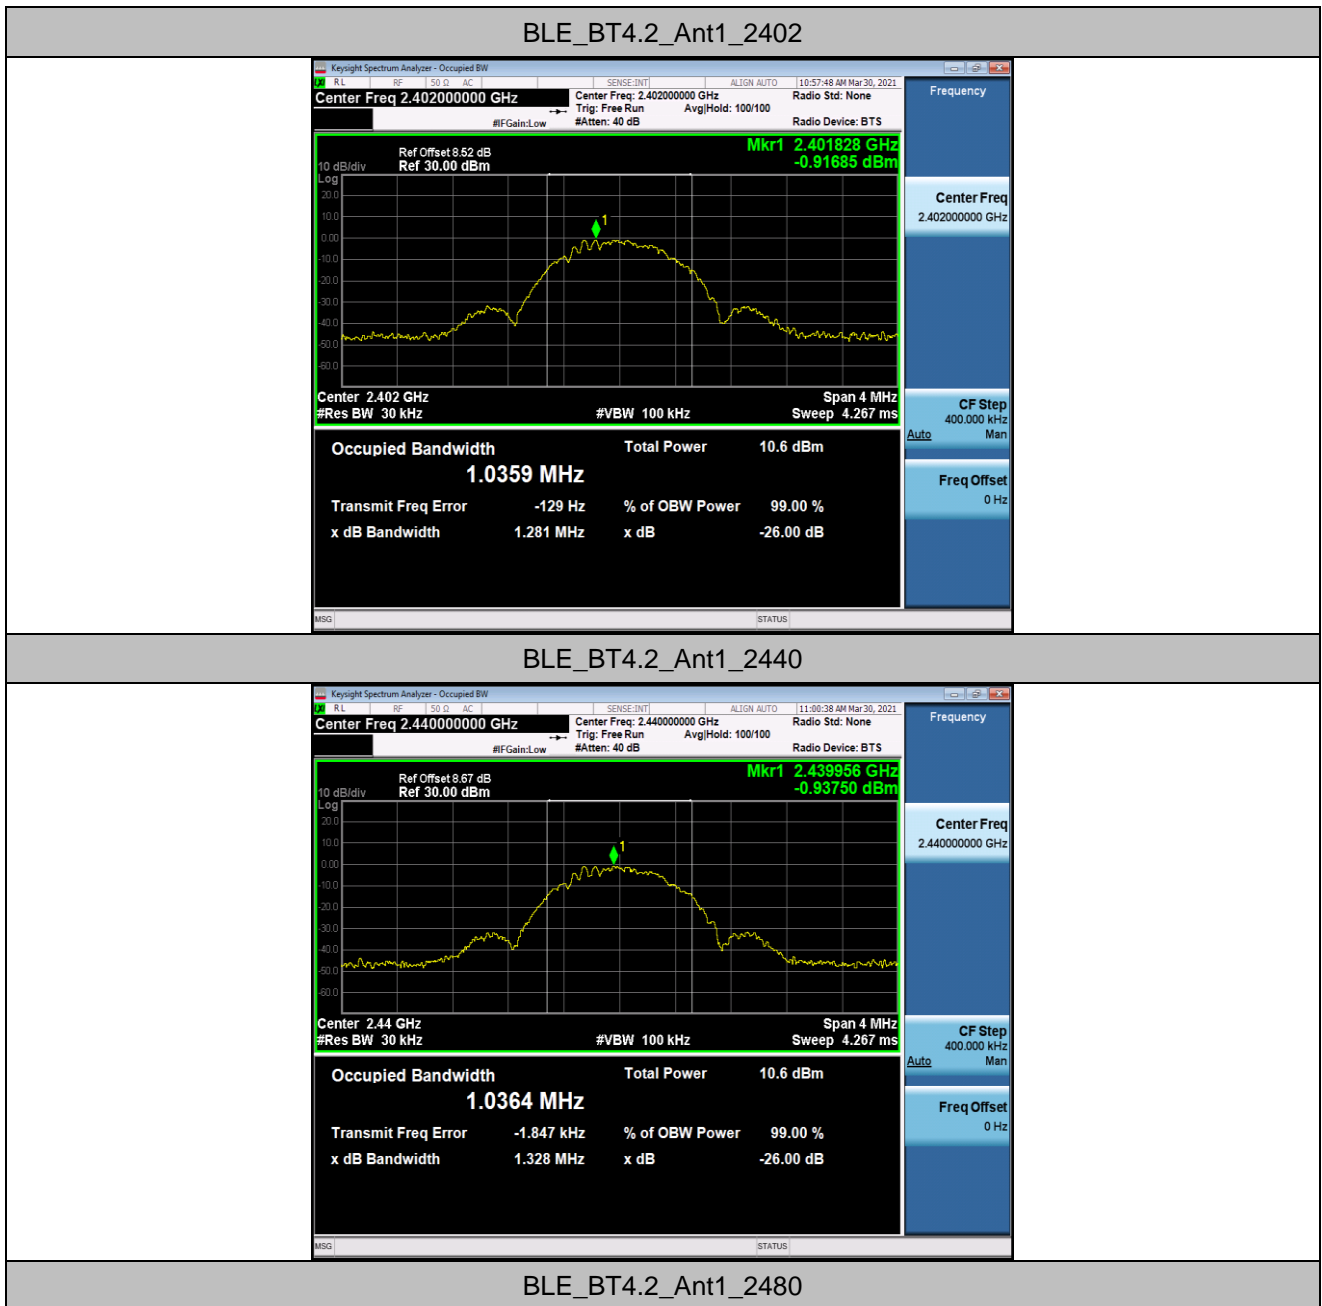 BLE_BT4.2_Ant1_2402
Keysight Spectrum Analyzer - Occupied BW
RL RF 50 Ω AC SENSE:INT ALIGN AUTO 10:57:48 AM Mar 30, 2021
Center Freq 2.402000000 GHz Center Freq: 2.402000000 GHz Radio Std: None Frequency
Trig: Free Run Avg|Hold: 100/100
#IFGain:Low #Atten: 40 dB Radio Device: BTS
Mkr1 2.401828 GHz
Ref Offset 8.52 dB -0.91685 dBm
10 dB/div Ref 30.00 dBm
Log
20.0
10.0
0.00
-10.0
-20.0
-30.0
-40.0
-50.0
-60.0
1
Center Freq
2.402000000 GHz
Center 2.402 GHz Span 4 MHz
#Res BW 30 kHz #VBW 100 kHz Sweep 4.267 ms
CF Step
400.000 kHz
Auto Man
Occupied Bandwidth Total Power 10.6 dBm
1.0359 MHz
Freq Offset
0 Hz
Transmit Freq Error -129 Hz % of OBW Power 99.00 %
x dB Bandwidth 1.281 MHz x dB -26.00 dB
MSG STATUS
BLE_BT4.2_Ant1_2440
Keysight Spectrum Analyzer - Occupied BW
RL RF 50 Ω AC SENSE:INT ALIGN AUTO 11:00:38 AM Mar 30, 2021
Center Freq 2.440000000 GHz Center Freq: 2.440000000 GHz Radio Std: None Frequency
Trig: Free Run Avg|Hold: 100/100
#IFGain:Low #Atten: 40 dB Radio Device: BTS
Mkr1 2.439956 GHz
Ref Offset 8.67 dB -0.93750 dBm
10 dB/div Ref 30.00 dBm
Log
20.0
10.0
0.00
-10.0
-20.0
-30.0
-40.0
-50.0
-60.0
1
Center Freq
2.440000000 GHz
Center 2.44 GHz Span 4 MHz
#Res BW 30 kHz #VBW 100 kHz Sweep 4.267 ms
CF Step
400.000 kHz
Auto Man
Occupied Bandwidth Total Power 10.6 dBm
1.0364 MHz
Freq Offset
0 Hz
Transmit Freq Error -1.847 kHz % of OBW Power 99.00 %
x dB Bandwidth 1.328 MHz x dB -26.00 dB
MSG STATUS
BLE_BT4.2_Ant1_2480